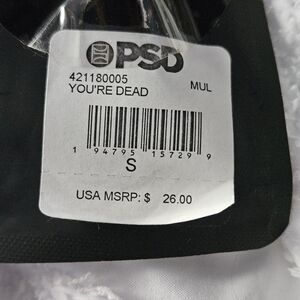 PSD
421180005
YOU'RE DEAD MUL
1 94795 15729 9
S
USA MSRP: $ 26.00